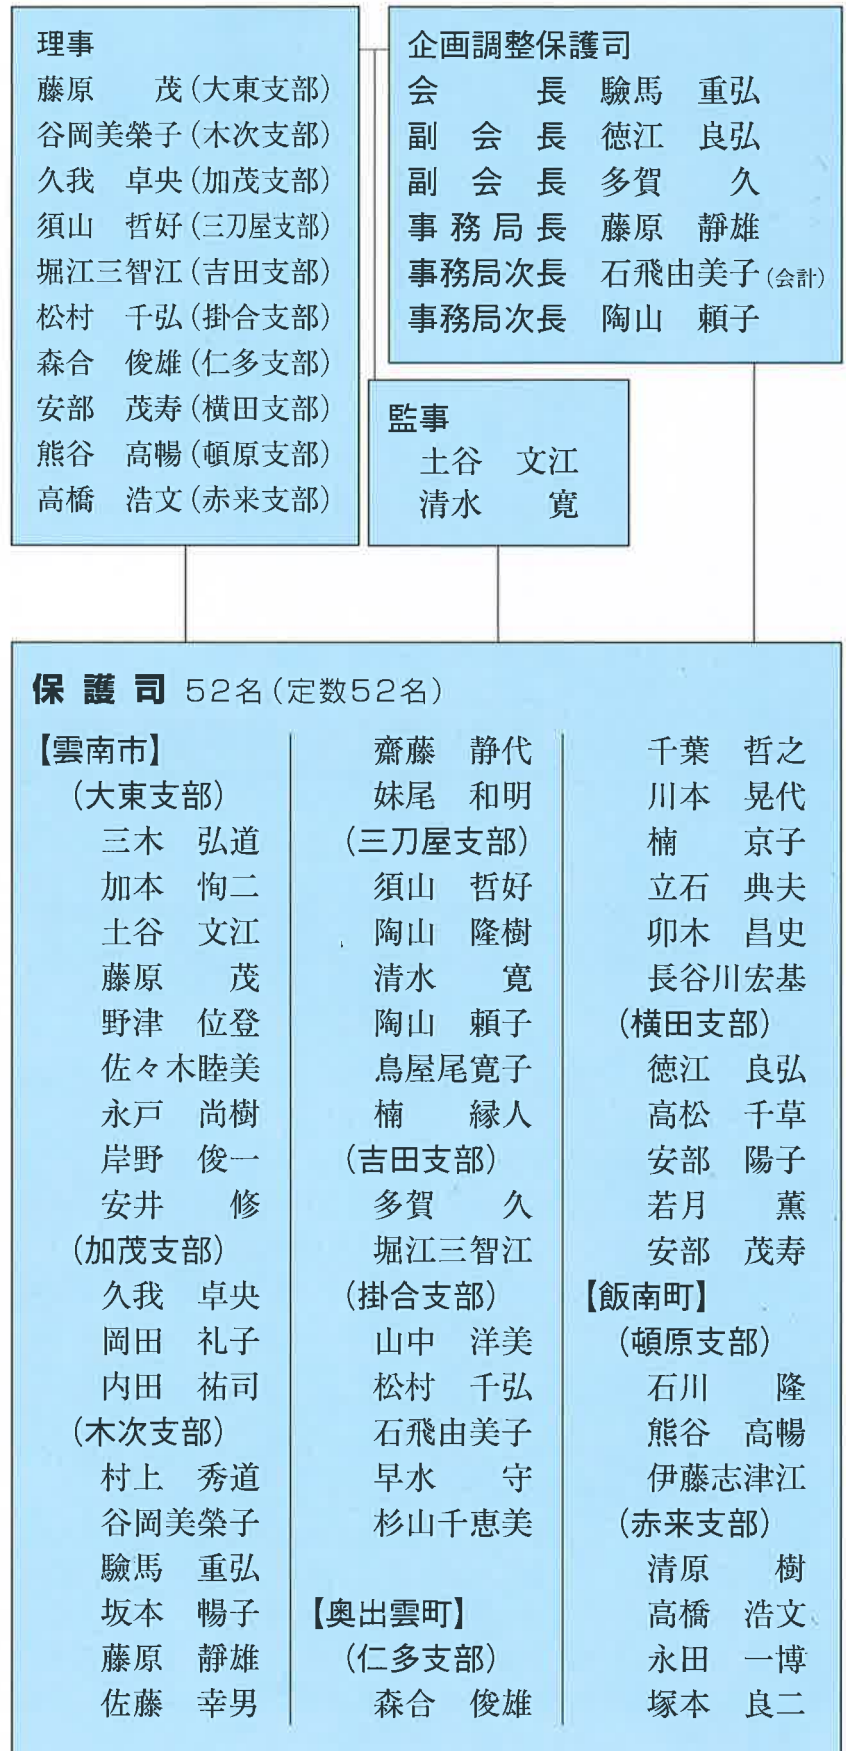 理事
藤原　　茂(大東支部)
谷岡美榮子(木次支部)
久我　卓央(加茂支部)
須山　哲好(三刀屋支部)
堀江三智江(吉田支部)
松村　千弘(掛合支部)
森合　俊雄(仁多支部)
安部　茂寿(横田支部)
熊谷　高暢(頓原支部)
高橋　浩文(赤来支部)
企画調整保護司
会　　　長　驗馬　重弘
副　会　長　徳江　良弘
副　会　長　多賀　　久
事 務 局 長　藤原　靜雄
事務局次長　石飛由美子(会計)
事務局次長　陶山　頼子
監事
土谷　文江
清水　　寛
保 護 司 52名(定数52名)
【雲南市】
(大東支部)
三木　弘道
加本　恂二
土谷　文江
藤原　　茂
野津　位登
佐々木睦美
永戸　尚樹
岸野　俊一
安井　　修
(加茂支部)
久我　卓央
岡田　礼子
内田　祐司
(木次支部)
村上　秀道
谷岡美榮子
驗馬　重弘
坂本　暢子
藤原　靜雄
佐藤　幸男
齋藤　静代
妹尾　和明
(三刀屋支部)
須山　哲好
陶山　隆樹
清水　　寛
陶山　頼子
鳥屋尾寛子
楠　　縁人
(吉田支部)
多賀　　久
堀江三智江
(掛合支部)
山中　洋美
松村　千弘
石飛由美子
早水　　守
杉山千恵美
【奥出雲町】
(仁多支部)
森合　俊雄
千葉　哲之
川本　晃代
楠　　京子
立石　典夫
卯木　昌史
長谷川宏基
(横田支部)
徳江　良弘
高松　千草
安部　陽子
若月　　薫
安部　茂寿
【飯南町】
(頓原支部)
石川　　隆
熊谷　高暢
伊藤志津江
(赤来支部)
清原　　樹
高橋　浩文
永田　一博
塚本　良二